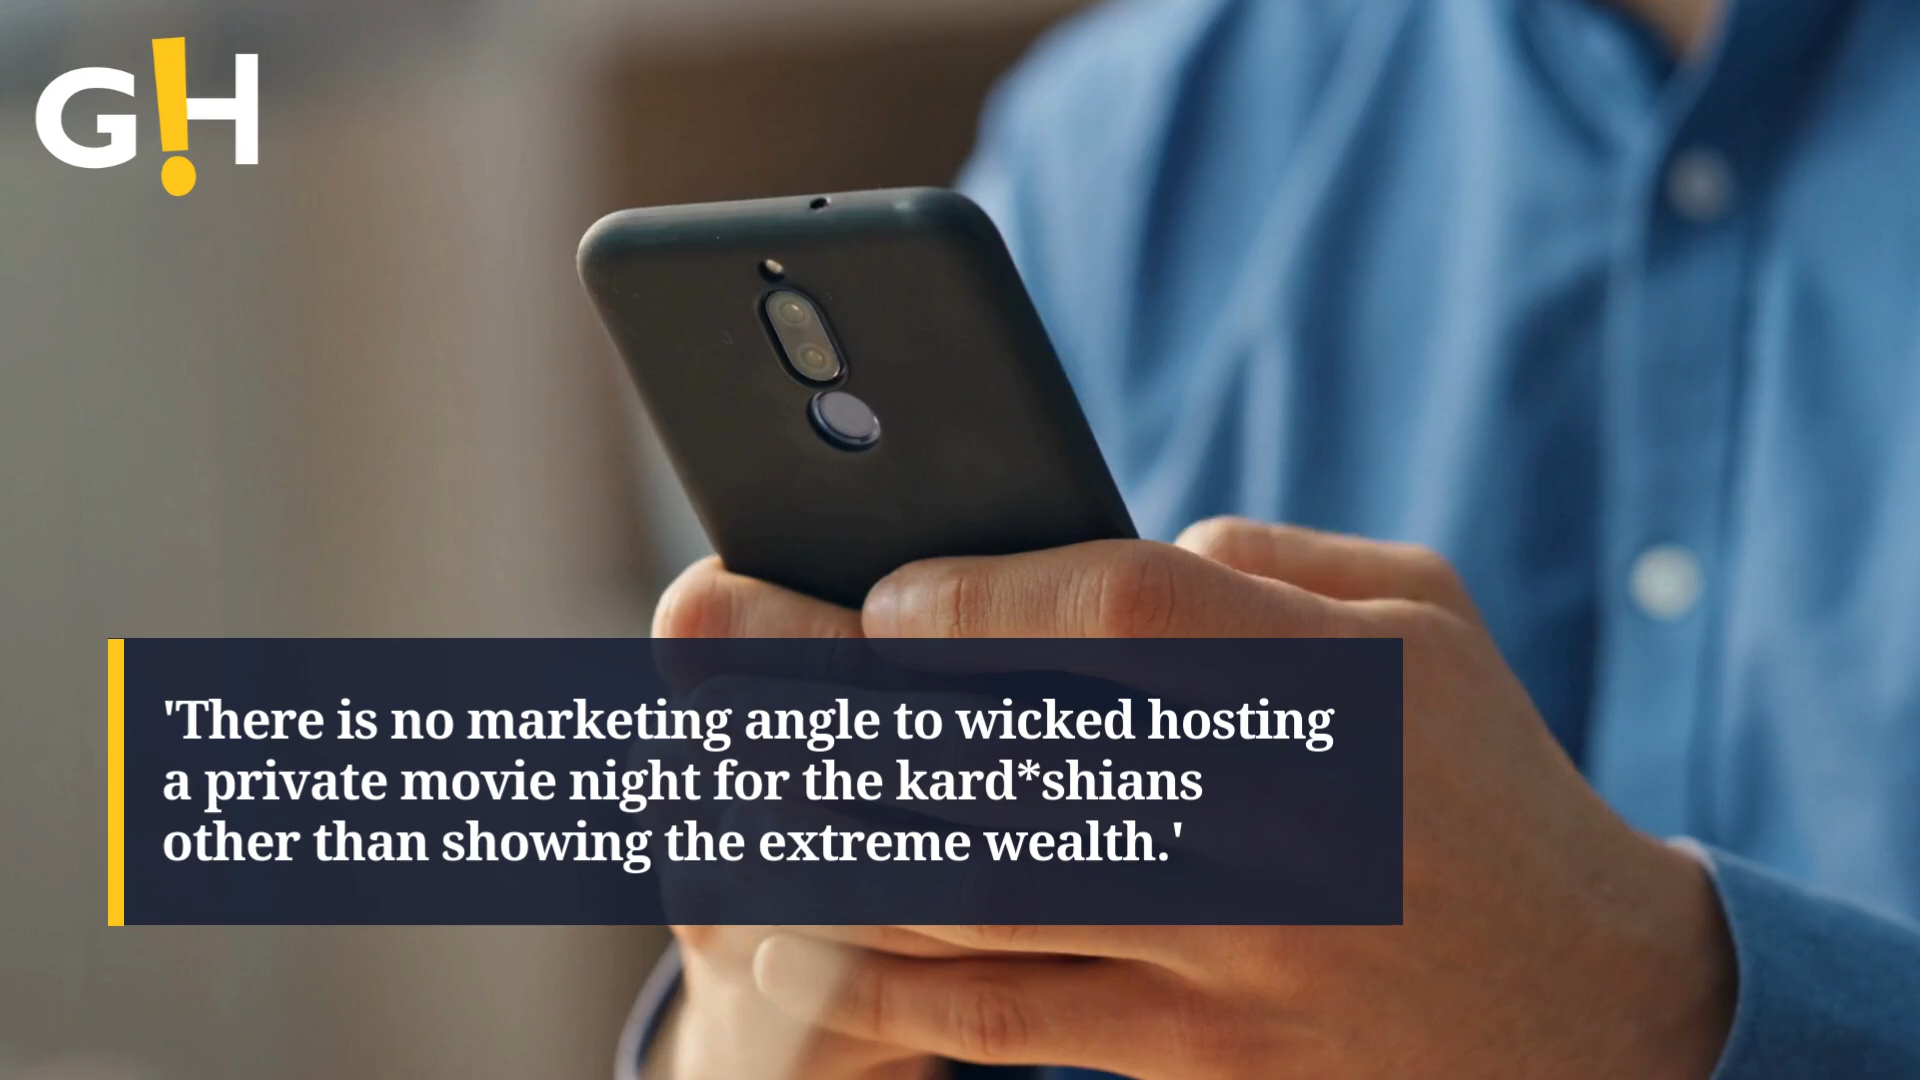 G!H
'There is no marketing angle to wicked hosting
a private movie night for the kard*shians
other than showing the extreme wealth.'